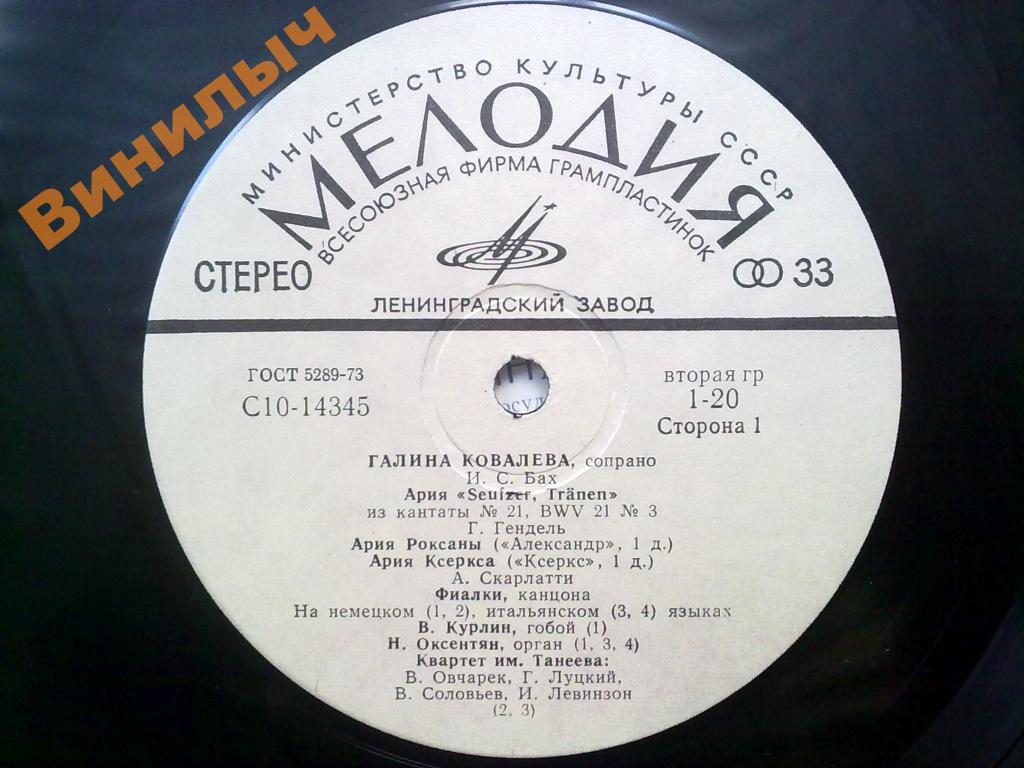 Винилыч
МИНИСТЕРСТВО КУЛЬТУРЫ СССР
МЕЛОДИЯ
ВСЕСОЮЗНАЯ ФИРМА ГРАМПЛАСТИНОК
СТЕРЕО
33
ЛЕНИНГРАДСКИЙ ЗАВОД
ГОСТ 5289-73
С10-14345
вторая гр
1-20
Сторона 1
ГАЛИНА КОВАЛЕВА, сопрано
И. С. Бах
Ария «Seufzer, Tränen»
из кантаты № 21, BWV 21 № 3
Г. Гендель
Ария Роксаны («Александр», 1 д.)
Ария Ксеркса («Ксеркс», 1 д.)
А. Скарлатти
Фиалки, канцона
На немецком (1, 2), итальянском (3, 4) языках
В. Курлин, гобой (1)
Н. Оксентян, орган (1, 3, 4)
Квартет им. Танеева:
В. Овчарек, Г. Луцкий,
В. Соловьев, И. Левинзон
(2, 3)